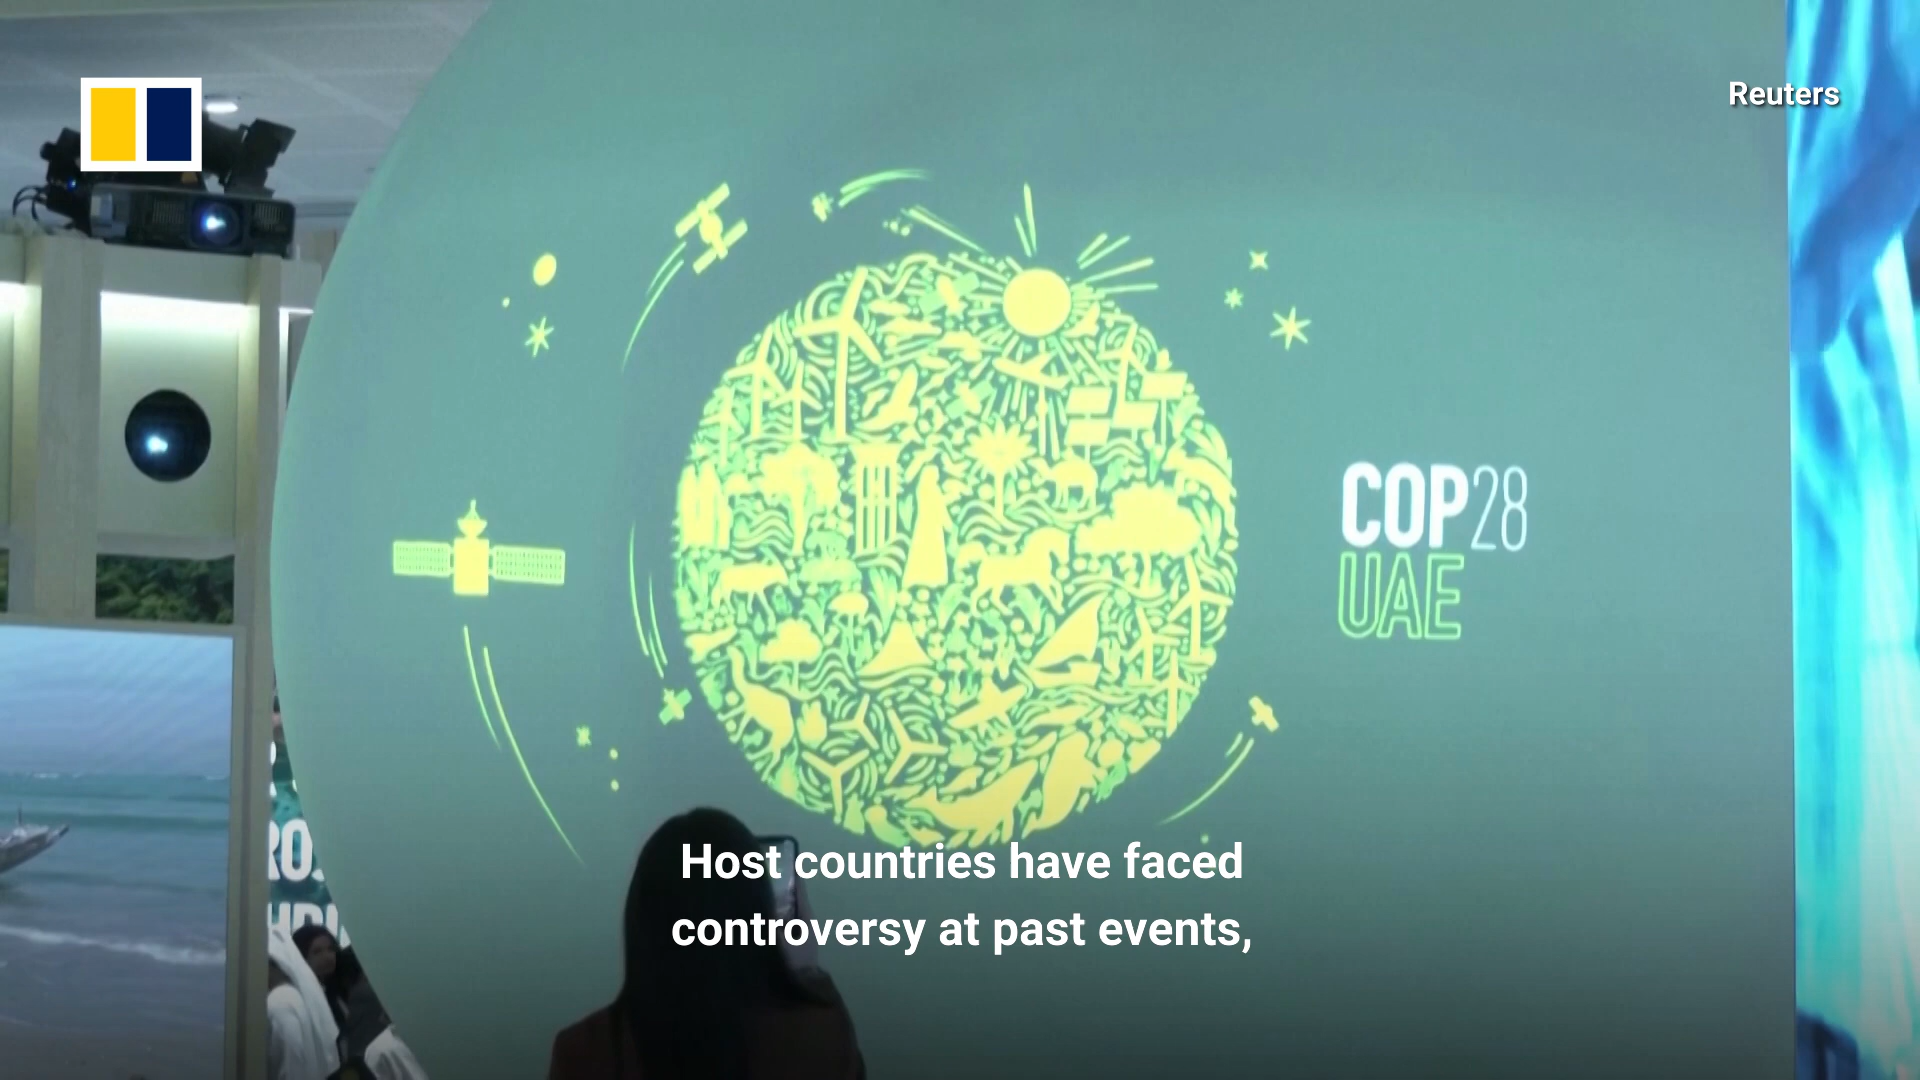 Reuters
COP28
UAE
Host countries have faced
controversy at past events,